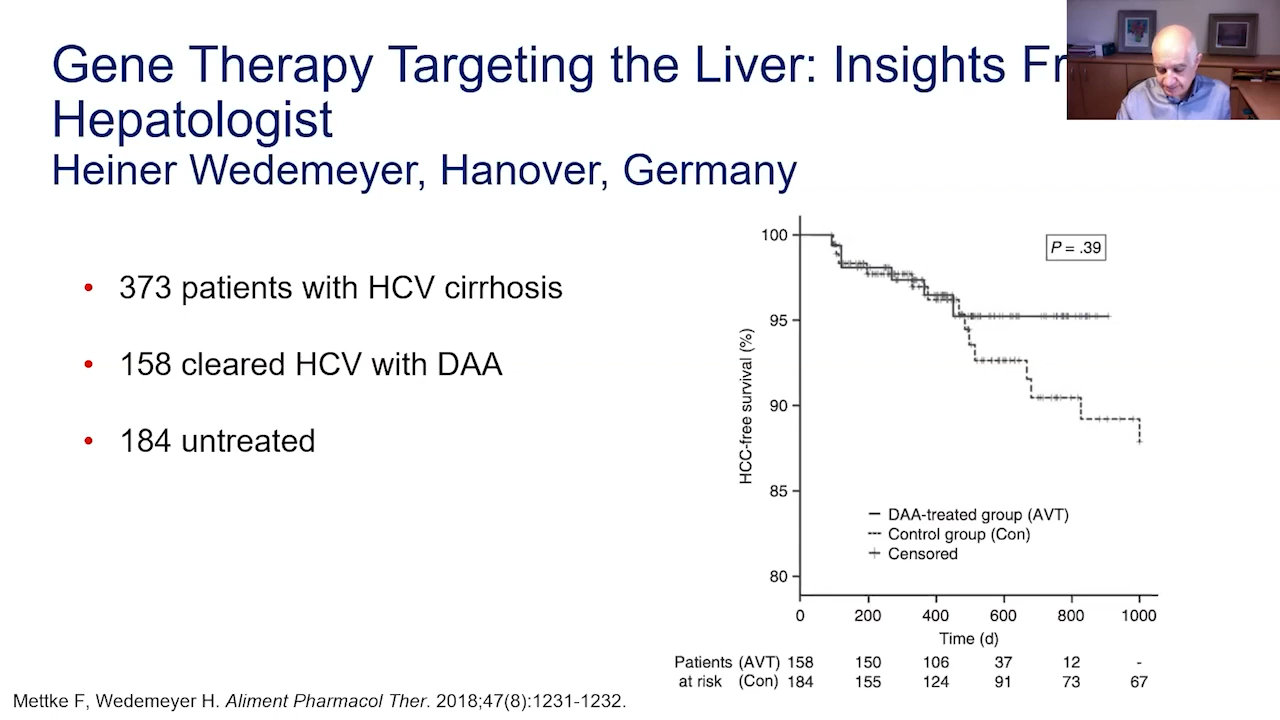 Gene Therapy Targeting the Liver: Insights
Hepatologist
Heiner Wedemeyer, Hanover, Germany
• 373 patients with HCV cirrhosis
• 158 cleared HCV with DAA
• 184 untreated
P = .39
HCC-free survival (%)
100
95
90
85
80
DAA-treated group (AVT)
Control group (Con)
Censored
0 200 400 600 800 1000
Time (d)
Patients (AVT) 158 150 106 37 12 -
at risk (Con) 184 155 124 91 73 67
Mettke F, Wedemeyer H. Aliment Pharmacol Ther. 2018;47(8):1231-1232.